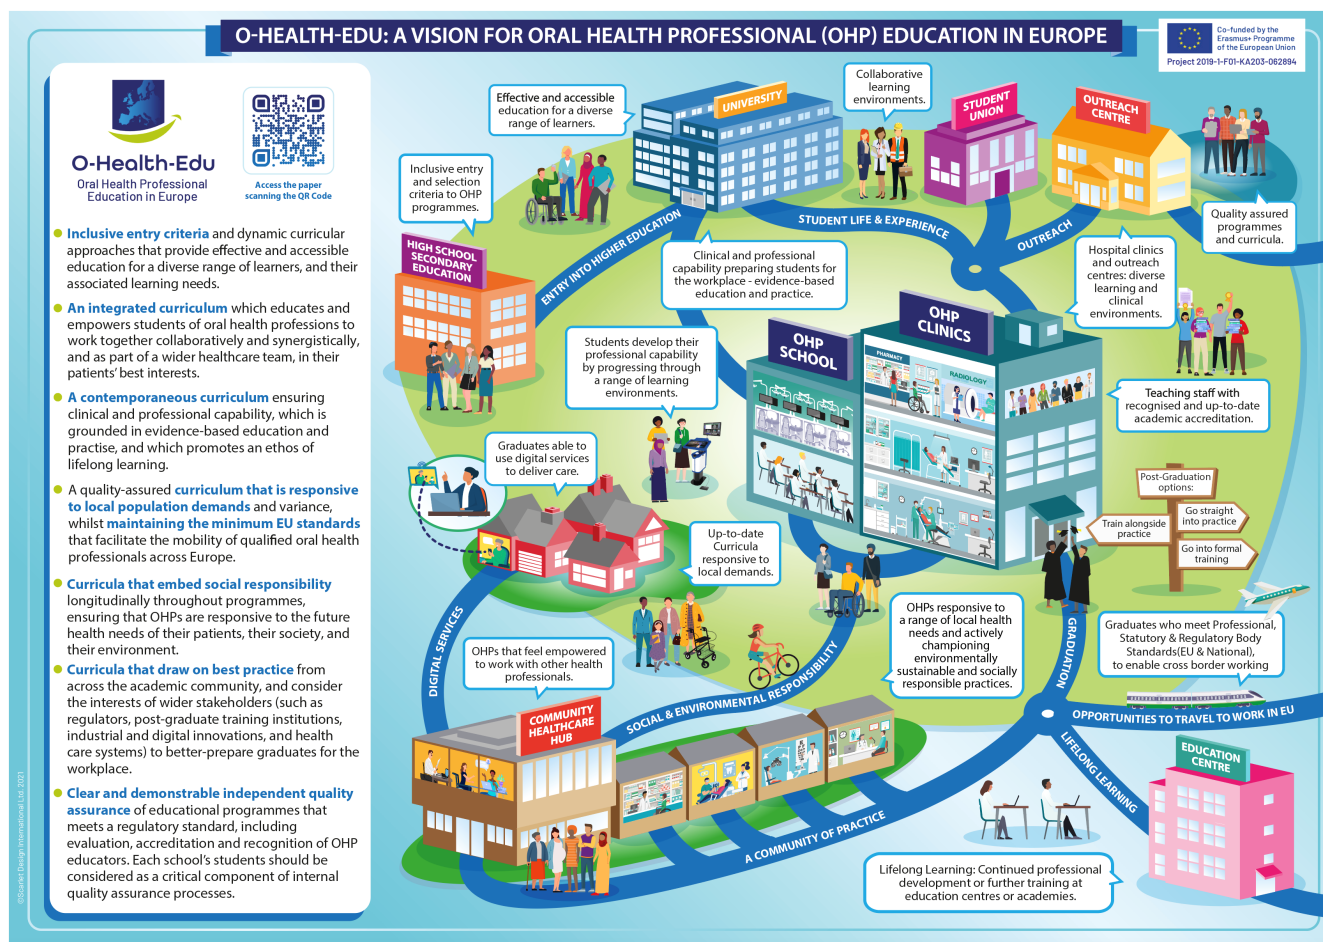 O-HEALTH-EDU: A VISION FOR ORAL HEALTH PROFESSIONAL (OHP) EDUCATION IN EUROPE
Co-funded by the
Erasmus+ Programme
of the European Union
Project 2019-1-F01-KA203-062894
O-Health-Edu
Oral Health Professional
Education in Europe
Access the paper
scanning the QR Code
Inclusive entry criteria and dynamic curricular
approaches that provide effective and accessible
education for a diverse range of learners, and their
associated learning needs.
An integrated curriculum which educates and
empowers students of oral health professions to
work together collaboratively and synergistically,
and as part of a wider healthcare team, in their
patients' best interests.
A contemporaneous curriculum ensuring
clinical and professional capability, which is
grounded in evidence-based education and
practise, and which promotes an ethos of
lifelong learning.
A quality-assured curriculum that is responsive
to local population demands and variance,
whilst maintaining the minimum EU standards
that facilitate the mobility of qualified oral health
professionals across Europe.
Curricula that embed social responsibility
longitudinally throughout programmes,
ensuring that OHPs are responsive to the future
health needs of their patients, their society, and
their environment.
Curricula that draw on best practice from
across the academic community, and consider
the interests of wider stakeholders (such as
regulators, post-graduate training institutions,
industrial and digital innovations, and health
care systems) to better-prepare graduates for the
workplace.
Clear and demonstrable independent quality
assurance of educational programmes that
meets a regulatory standard, including
evaluation, accreditation and recognition of OHP
educators. Each school's students should be
considered as a critical component of internal
quality assurance processes.
©Scarlet Design International Ltd. 2021
Effective and accessible
education for a diverse
range of learners.
UNIVERSITY
Collaborative
learning
environments.
STUDENT
UNION
OUTREACH
CENTRE
Inclusive entry
and selection
criteria to OHP
programmes.
HIGH SCHOOL
SECONDARY
EDUCATION
ENTRY INTO HIGHER EDUCATION
STUDENT LIFE & EXPERIENCE
OUTREACH
Quality assured
programmes
and curricula.
Clinical and professional
capability preparing students for
the workplace - evidence-based
education and practice.
Hospital clinics
and outreach
centres: diverse
learning and
clinical
environments.
OHP
SCHOOL
OHP
CLINICS
PHARMACY
RADIOLOGY
Students develop their
professional capability
by progressing through
a range of learning
environments.
Teaching staff with
recognised and up-to-date
academic accreditation.
Graduates able to
use digital services
to deliver care.
Post-Graduation
options:
Go straight
into practice
Train alongside
practice
Go into formal
training
Up-to-date
Curricula
responsive to
local demands.
OHPs responsive to
a range of local health
needs and actively
championing
environmentally
sustainable and socially
responsible practices.
GRADUATION
Graduates who meet Professional,
Statutory & Regulatory Body
Standards(EU & National),
to enable cross border working
DIGITAL SERVICES
OHPs that feel empowered
to work with other health
professionals.
SOCIAL & ENVIRONMENTAL RESPONSIBILITY
COMMUNITY
HEALTHCARE
HUB
OPPORTUNITIES TO TRAVEL TO WORK IN EU
LIFELONG LEARNING
EDUCATION
CENTRE
A COMMUNITY OF PRACTICE
Lifelong Learning: Continued professional
development or further training at
education centres or academies.